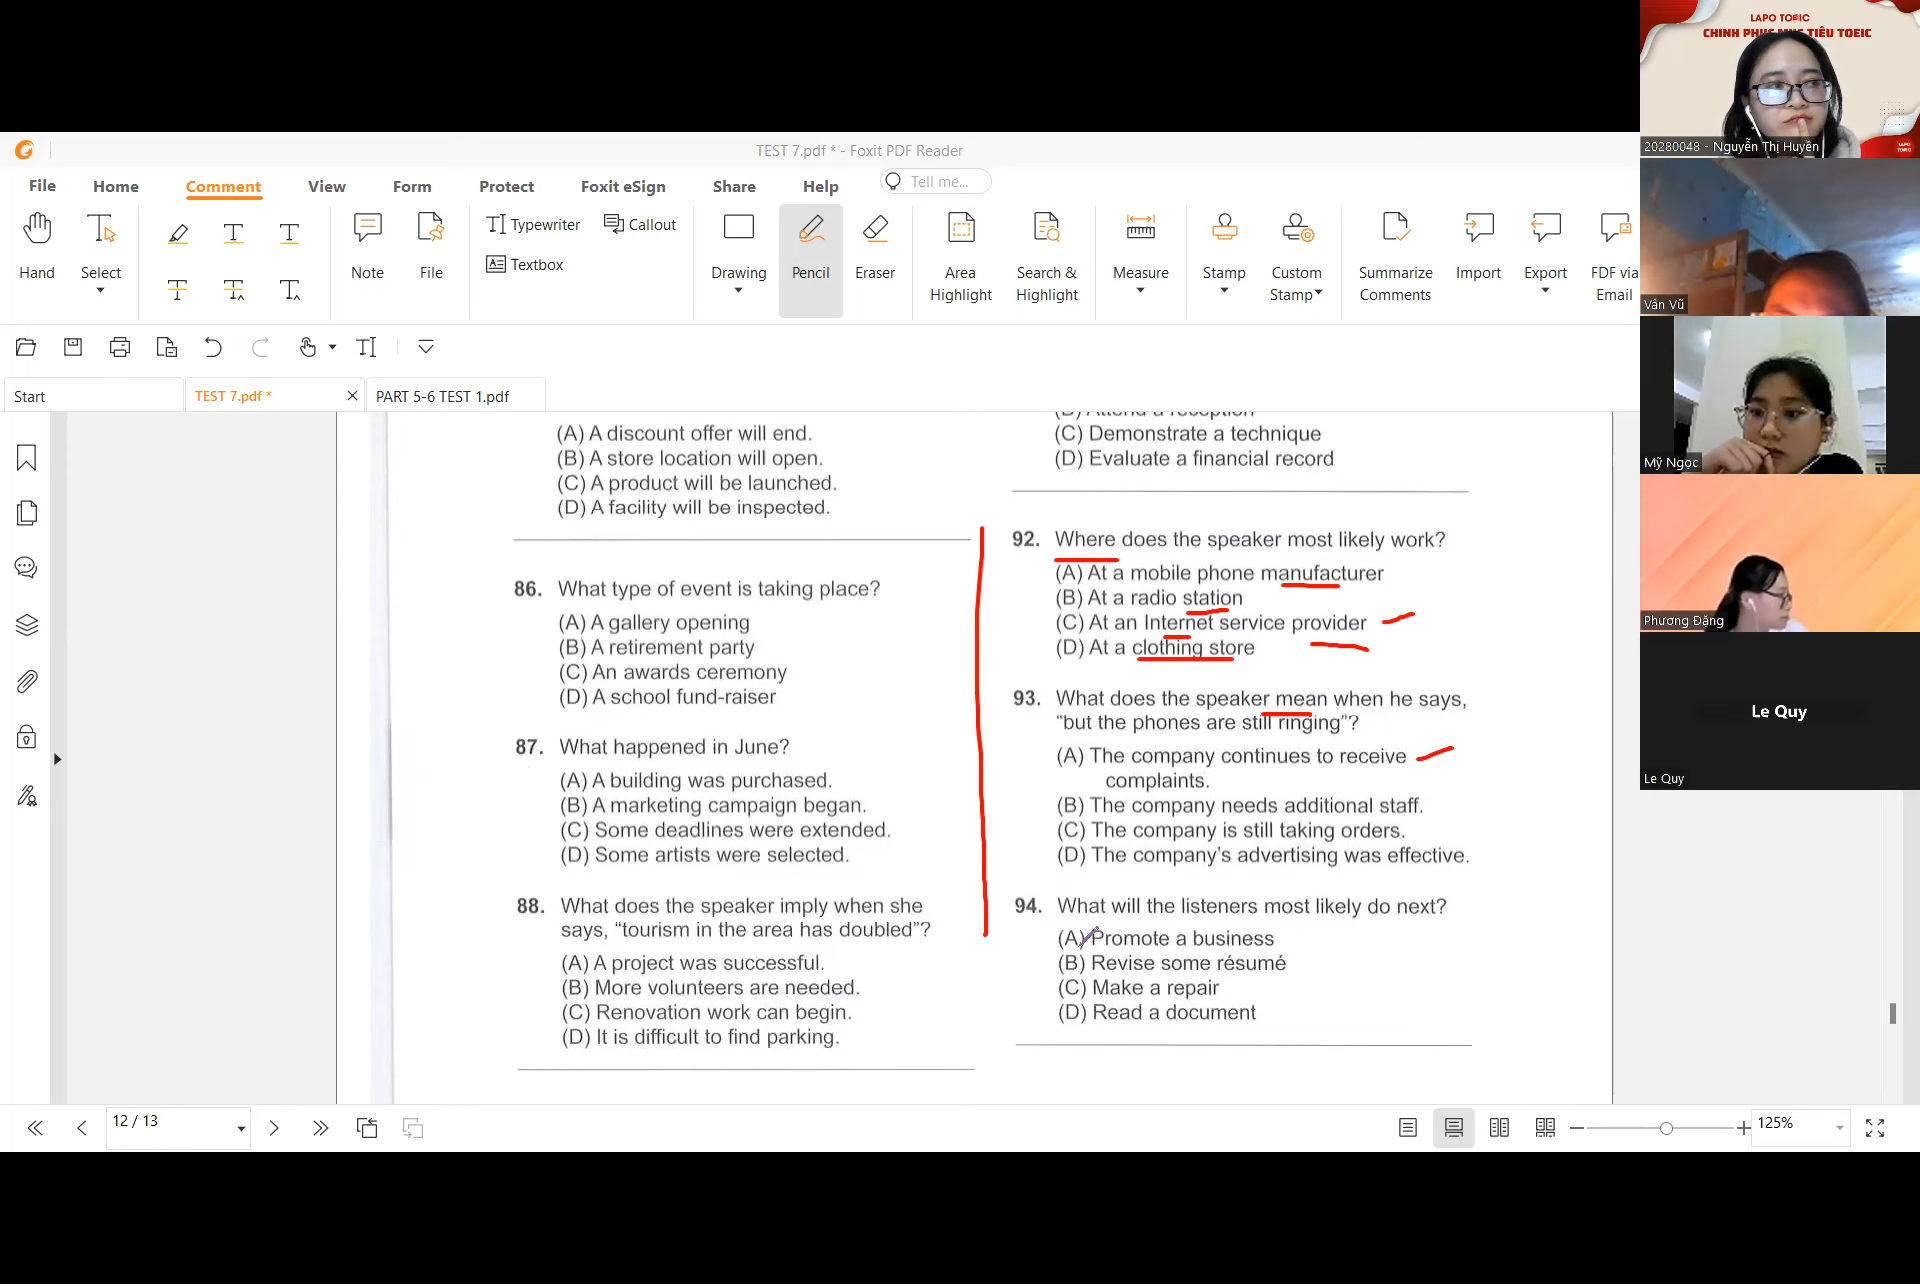 TEST 7.pdf * - Foxit PDF Reader
File
Home
Comment
View
Form
Protect
Foxit eSign
Share
Help
Tell me...
Hand
Select
Note
File
Typewriter
Callout
Textbox
Drawing
Pencil
Eraser
Area
Highlight
Search &
Highlight
Measure
Stamp
Custom
Stamp
Summarize
Comments
Import
Export
FDF via
Email
Start
TEST 7.pdf *
PART 5-6 TEST 1.pdf
(A) A discount offer will end.
(B) A store location will open.
(C) A product will be launched.
(D) A facility will be inspected.
86. What type of event is taking place?
(A) A gallery opening
(B) A retirement party
(C) An awards ceremony
(D) A school fund-raiser
87. What happened in June?
(A) A building was purchased.
(B) A marketing campaign began.
(C) Some deadlines were extended.
(D) Some artists were selected.
88. What does the speaker imply when she
says, “tourism in the area has doubled”?
(A) A project was successful.
(B) More volunteers are needed.
(C) Renovation work can begin.
(D) It is difficult to find parking.
(B) Attend a reception
(C) Demonstrate a technique
(D) Evaluate a financial record
92. Where does the speaker most likely work?
(A) At a mobile phone manufacturer
(B) At a radio station
(C) At an Internet service provider
(D) At a clothing store
93. What does the speaker mean when he says,
“but the phones are still ringing”?
(A) The company continues to receive
complaints.
(B) The company needs additional staff.
(C) The company is still taking orders.
(D) The company’s advertising was effective.
94. What will the listeners most likely do next?
(A) Promote a business
(B) Revise some résumé
(C) Make a repair
(D) Read a document
12 / 13
125%
LAPO TOEIC
CHINH PHỤC MỤC TIÊU TOEIC
20280048 - Nguyễn Thị Huyền
Vân Vũ
Mỹ Ngọc
Phương Đặng
Le Quy
Le Quy